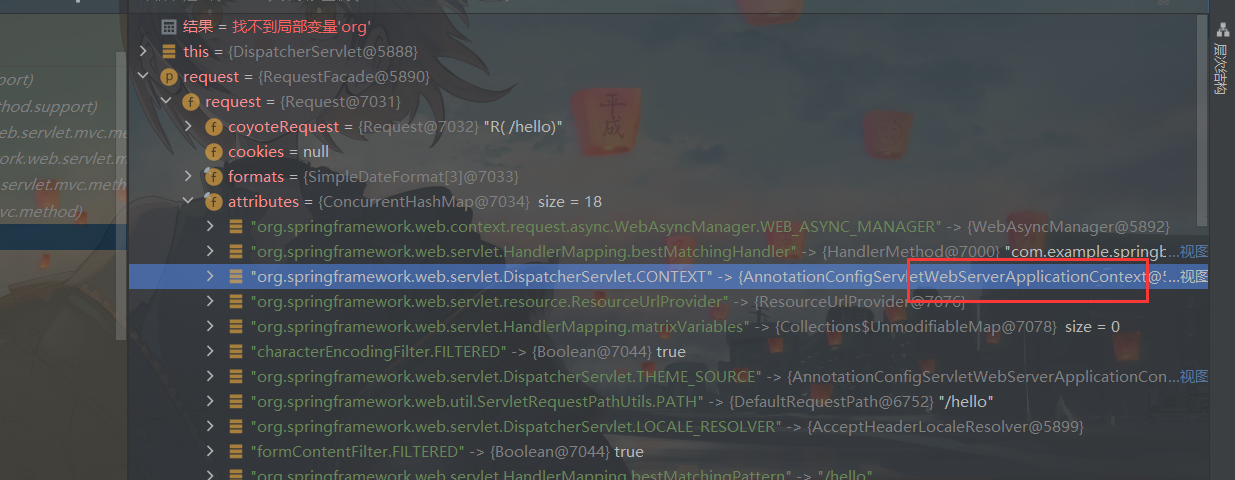 结果 = 找不到局部变量'org'
this = {DispatcherServlet@5888}
request = {RequestFacade@5890}
request = {Request@7031}
coyoteRequest = {Request@7032} "R( /hello)"
cookies = null
formats = {SimpleDateFormat[3]@7033}
attributes = {ConcurrentHashMap@7034} size = 18
"org.springframework.web.context.request.async.WebAsyncManager.WEB_ASYNC_MANAGER" -> {WebAsyncManager@5892}
"org.springframework.web.servlet.HandlerMapping.bestMatchingHandler" -> {HandlerMethod@7000} "com.example.spring ...视图
"org.springframework.web.servlet.DispatcherServlet.CONTEXT" -> {AnnotationConfigServletWebServerApplicationContext@ ...视图
"org.springframework.web.servlet.resource.ResourceUrlProvider" -> {ResourceUrlProvider@7076}
"org.springframework.web.servlet.HandlerMapping.matrixVariables" -> {Collections$UnmodifiableMap@7078} size = 0
"characterEncodingFilter.FILTERED" -> {Boolean@7044} true
"org.springframework.web.servlet.DispatcherServlet.THEME_SOURCE" -> {AnnotationConfigServletWebServerApplicationCon ...视图
"org.springframework.web.util.ServletRequestPathUtils.PATH" -> {DefaultRequestPath@6752} "/hello"
"org.springframework.web.servlet.DispatcherServlet.LOCALE_RESOLVER" -> {AcceptHeaderLocaleResolver@5899}
"formContentFilter.FILTERED" -> {Boolean@7044} true
"org.springframework.web.servlet.HandlerMapping.bestMatchingPattern" -> "/hello"
port)
thod.support)
eb.servlet.mvc.me
ork.web.servlet.m
servlet.mvc.meth
vc.method)
平成
层次结构